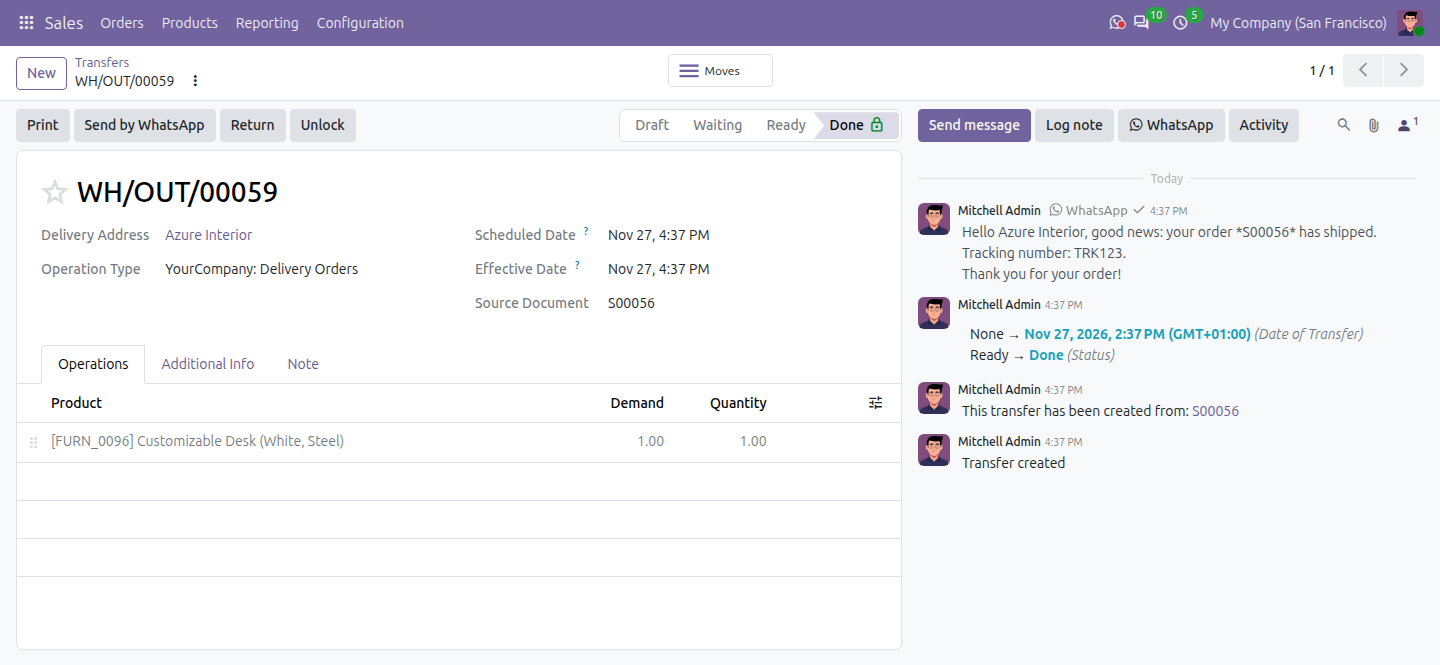 Sales Orders Products Reporting Configuration 10 5 My Company (San Francisco)
New Transfers
WH/OUT/00059
Moves
1 / 1
Print Send by WhatsApp Return Unlock Draft Waiting Ready Done
Send message Log note WhatsApp Activity 1
WH/OUT/00059
Delivery Address Azure Interior
Operation Type YourCompany: Delivery Orders
Scheduled Date ? Nov 27, 4:37 PM
Effective Date ? Nov 27, 4:37 PM
Source Document S00056
Operations Additional Info Note
Product Demand Quantity
[FURN_0096] Customizable Desk (White, Steel) 1.00 1.00
Today
Mitchell Admin WhatsApp 4:37 PM
Hello Azure Interior, good news: your order *S00056* has shipped.
Tracking number: TRK123.
Thank you for your order!
Mitchell Admin 4:37 PM
None → Nov 27, 2026, 2:37 PM (GMT+01:00) (Date of Transfer)
Ready → Done (Status)
Mitchell Admin 4:37 PM
This transfer has been created from: S00056
Mitchell Admin 4:37 PM
Transfer created